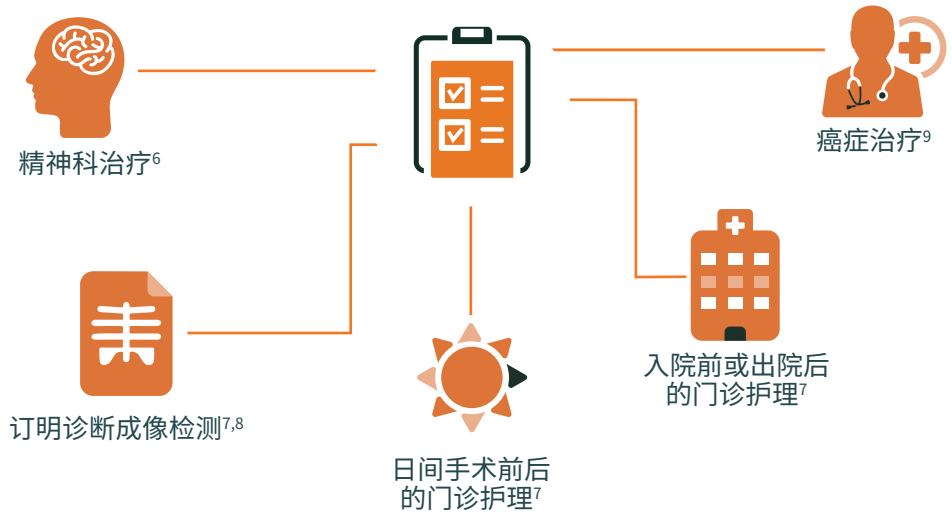 精神科治疗6
癌症治疗9
入院前或出院后
的门诊护理7
订明诊断成像检测7,8
日间手术前后
的门诊护理7